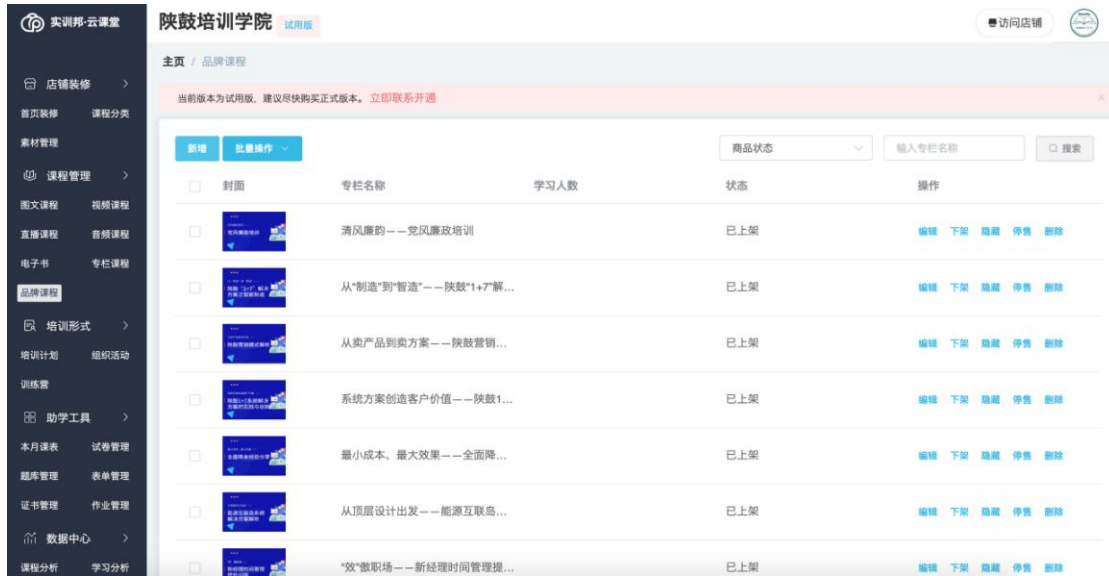 实训邦·云课堂
陕鼓培训学院 试用版
访问店铺
主页 / 品牌课程
当前版本为试用版，建议尽快购买正式版本。立即联系开通
店铺装修
首页装修 课程分类
素材管理
课程管理
图文课程 视频课程
直播课程 音频课程
电子书 专栏课程
品牌课程
培训形式
培训计划 组织活动
训练营
助学工具
本月课表 试卷管理
题库管理 表单管理
证书管理 作业管理
数据中心
课程分析 学习分析
新增 批量操作 商品状态 输入专栏名称 搜索
封面 专栏名称 学习人数 状态 操作
清风廉韵——党风廉政培训 已上架 编辑 下架 隐藏 停售 删除
从“制造”到“智造”——陕鼓“1+7”解... 已上架 编辑 下架 隐藏 停售 删除
从卖产品到卖方案——陕鼓营销... 已上架 编辑 下架 隐藏 停售 删除
系统方案创造客户价值——陕鼓1... 已上架 编辑 下架 隐藏 停售 删除
最小成本、最大效果——全面降... 已上架 编辑 下架 隐藏 停售 删除
从顶层设计出发——能源互联岛... 已上架 编辑 下架 隐藏 停售 删除
“效”傲职场——新经理时间管理提... 已上架 编辑 下架 隐藏 停售 删除